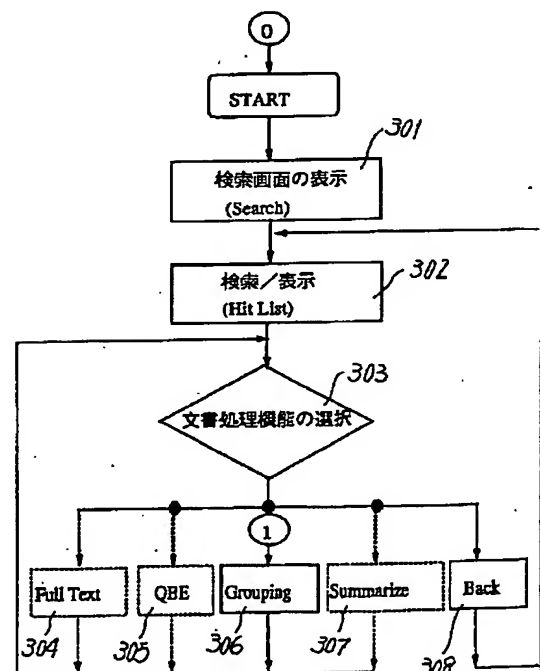 0
START
301
検索画面の表示
(Search)
302
検索／表示
(Hit List)
303
文書処理機能の選択
1
Full Text
QBE
Grouping
Summarize
Back
304
305
306
307
308